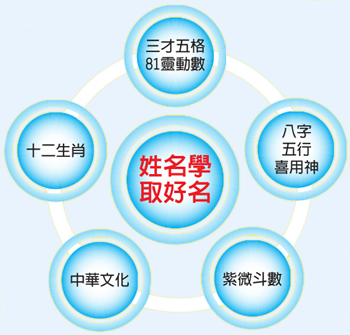 三才五格
81靈動數
八字
五行
喜用神
十二生肖
姓名學
取好名
中華文化
紫微斗數